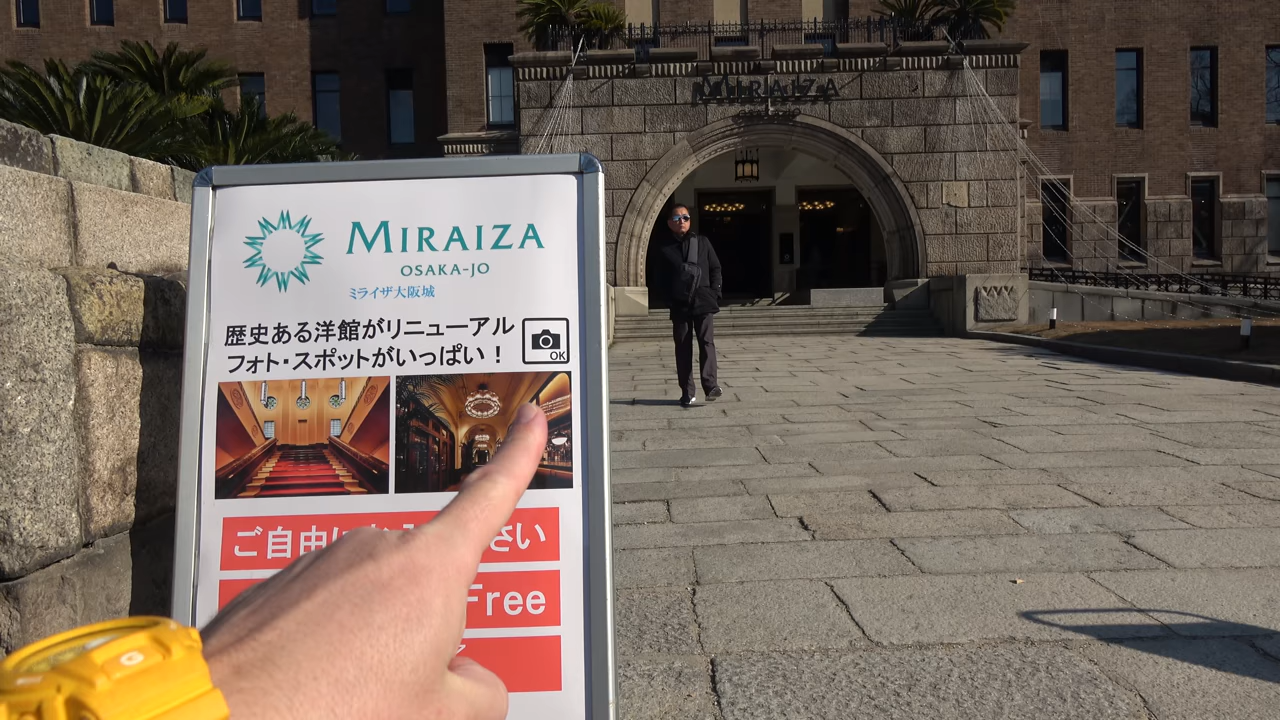 MIRAIZA
MIRAIZA
OSAKA-JO
ミライザ大阪城
歴史ある洋館がリニューアル
フォト・スポットがいっぱい！
OK
ご自由に さい
Free
G